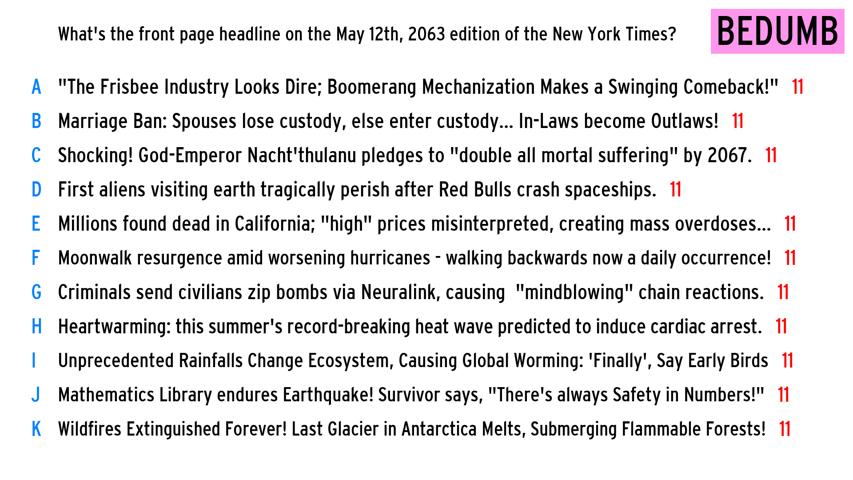 What's the front page headline on the May 12th, 2063 edition of the New York Times? BEDUMB
A "The Frisbee Industry Looks Dire; Boomerang Mechanization Makes a Swinging Comeback!" 11
B Marriage Ban: Spouses lose custody, else enter custody... In-Laws become Outlaws! 11
C Shocking! God-Emperor Nacht'thulanu pledges to "double all mortal suffering" by 2067. 11
D First aliens visiting earth tragically perish after Red Bulls crash spaceships. 11
E Millions found dead in California; "high" prices misinterpreted, creating mass overdoses... 11
F Moonwalk resurgence amid worsening hurricanes - walking backwards now a daily occurrence! 11
G Criminals send civilians zip bombs via Neuralink, causing "mindblowing" chain reactions. 11
H Heartwarming: this summer's record-breaking heat wave predicted to induce cardiac arrest. 11
I Unprecedented Rainfalls Change Ecosystem, Causing Global Worming: 'Finally', Say Early Birds 11
J Mathematics Library endures Earthquake! Survivor says, "There's always Safety in Numbers!" 11
K Wildfires Extinguished Forever! Last Glacier in Antarctica Melts, Submerging Flammable Forests! 11